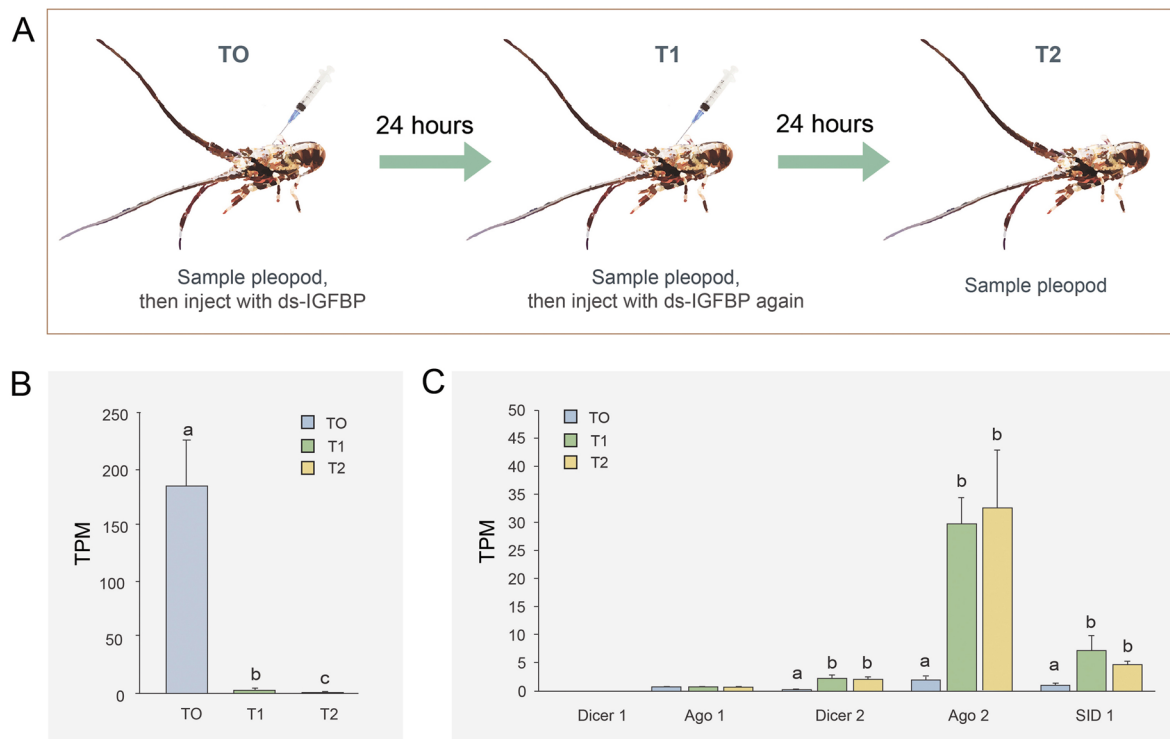 A
TO
T1
T2
24 hours
24 hours
Sample pleopod,
then inject with ds-IGFBP
Sample pleopod,
then inject with ds-IGFBP again
Sample pleopod
B
TPM
250
200
150
100
50
0
a
b
c
TO
T1
T2
TO
T1
T2
C
TPM
50
45
40
35
30
25
20
15
10
5
0
TO
T1
T2
a
b
b
a
b
b
a
b
b
Dicer 1
Ago 1
Dicer 2
Ago 2
SID 1